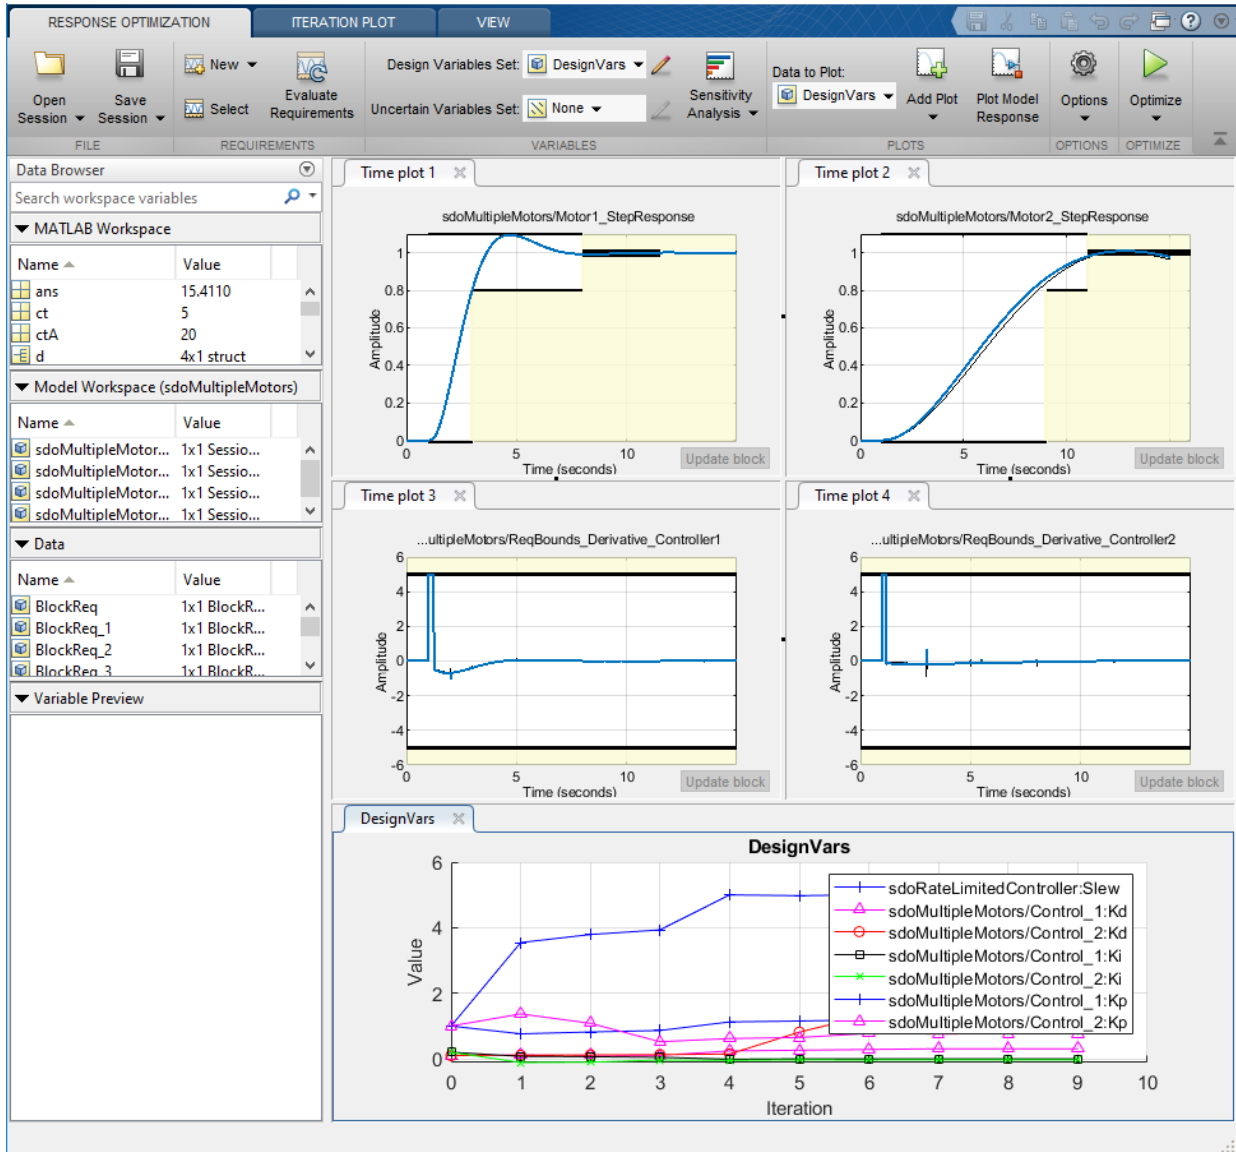 RESPONSE OPTIMIZATION ITERATION PLOT VIEW
Open Session Save Session New Select Evaluate Requirements
Design Variables Set: DesignVars
Uncertain Variables Set: None
Sensitivity Analysis
Data to Plot:
DesignVars
Add Plot Plot Model Response Options Optimize
FILE REQUIREMENTS VARIABLES PLOTS OPTIONS OPTIMIZE
Data Browser
Search workspace variables
MATLAB Workspace
Name Value
ans 15.4110
ct 5
ctA 20
d 4x1 struct
Model Workspace (sdoMultipleMotors)
Name Value
sdoMultipleMotor... 1x1 Sessio...
sdoMultipleMotor... 1x1 Sessio...
sdoMultipleMotor... 1x1 Sessio...
sdoMultipleMotor... 1x1 Sessio...
Data
Name Value
BlockReq 1x1 BlockR...
BlockReq_1 1x1 BlockR...
BlockReq_2 1x1 BlockR...
BlockReq_3 1x1 BlockR...
Variable Preview
Time plot 1
sdoMultipleMotors/Motor1_StepResponse
1
0.8
0.6
0.4
0.2
0
Amplitude
0 5 10
Time (seconds)
Update block
Time plot 2
sdoMultipleMotors/Motor2_StepResponse
1
0.8
0.6
0.4
0.2
0
Amplitude
0 5 10
Time (seconds)
Update block
Time plot 3
...ultipleMotors/ReqBounds_Derivative_Controller1
6
4
2
0
-2
-4
-6
Amplitude
0 5 10
Time (seconds)
Update block
Time plot 4
...ultipleMotors/ReqBounds_Derivative_Controller2
6
4
2
0
-2
-4
-6
Amplitude
0 5 10
Time (seconds)
Update block
DesignVars
DesignVars
6
4
2
0
Value
sdoRateLimitedController:Slew
sdoMultipleMotors/Control_1:Kd
sdoMultipleMotors/Control_2:Kd
sdoMultipleMotors/Control_1:Ki
sdoMultipleMotors/Control_2:Ki
sdoMultipleMotors/Control_1:Kp
sdoMultipleMotors/Control_2:Kp
0 1 2 3 4 5 6 7 8 9 10
Iteration